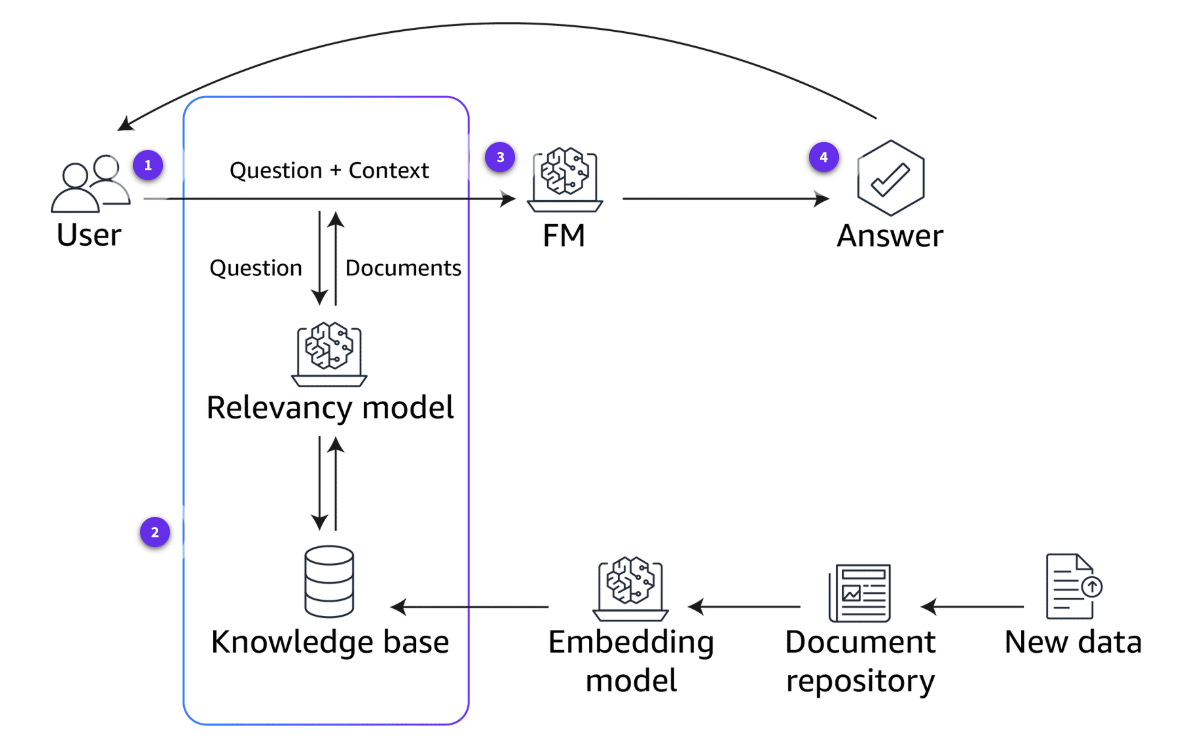 1
Question + Context
3
4
User
FM
Answer
Question
Documents
Relevancy model
2
Knowledge base
Embedding
model
Document
repository
New data